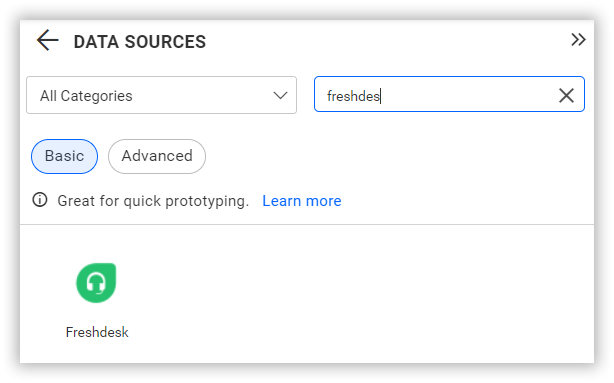 DATA SOURCES
All Categories
freshdes
Basic Advanced
Great for quick prototyping. Learn more
Freshdesk